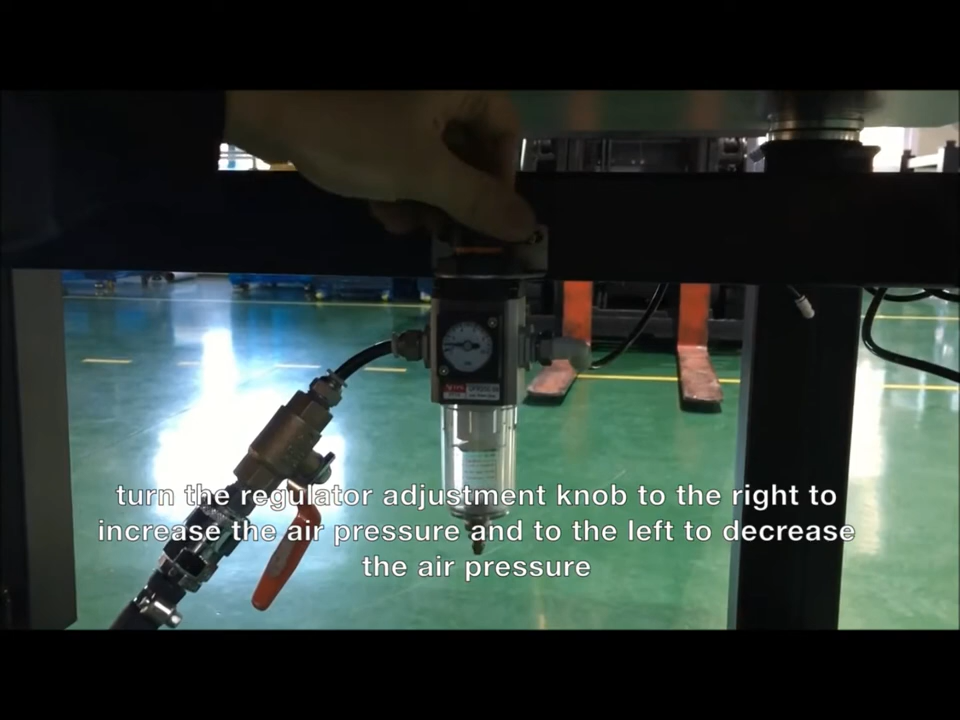 turn the regulator adjustment knob to the right to
increase the air pressure and to the left to decrease
the air pressure